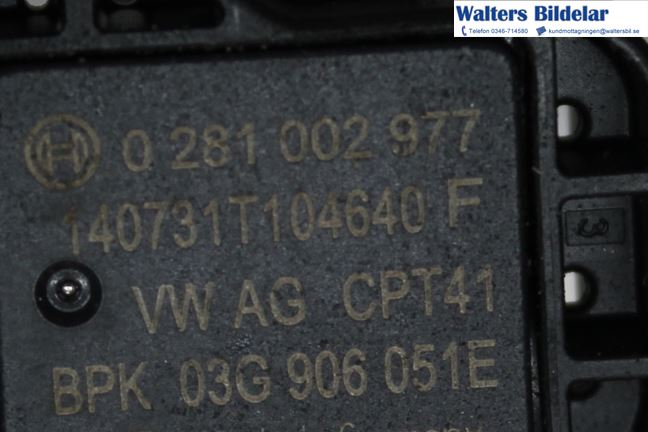 Walters Bildelar
Telefon 0346-714580 kundmottagningen@waltersbil.se
0 281 002 977
140731T104640 F
VW AG CPT41
BPK 03G 906 051E
3